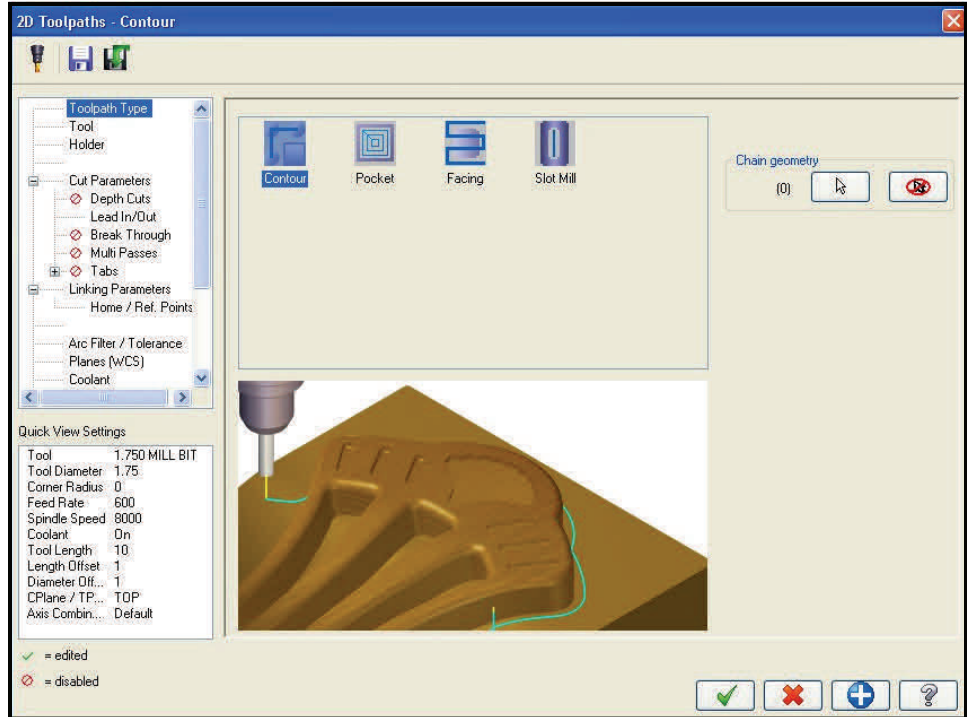 2D Toolpaths - Contour
Toolpath Type
Tool
Holder
Cut Parameters
Depth Cuts
Lead In/Out
Break Through
Multi Passes
Tabs
Linking Parameters
Home / Ref. Points
Arc Filter / Tolerance
Planes (WCS)
Coolant
Contour
Pocket
Facing
Slot Mill
Chain geometry
(0)
Quick View Settings
Tool 1.750 MILL BIT
Tool Diameter 1.75
Corner Radius 0
Feed Rate 600
Spindle Speed 8000
Coolant On
Tool Length 10
Length Offset 1
Diameter Off... 1
CPlane / TP... TOP
Axis Combin.... Default
= edited
= disabled